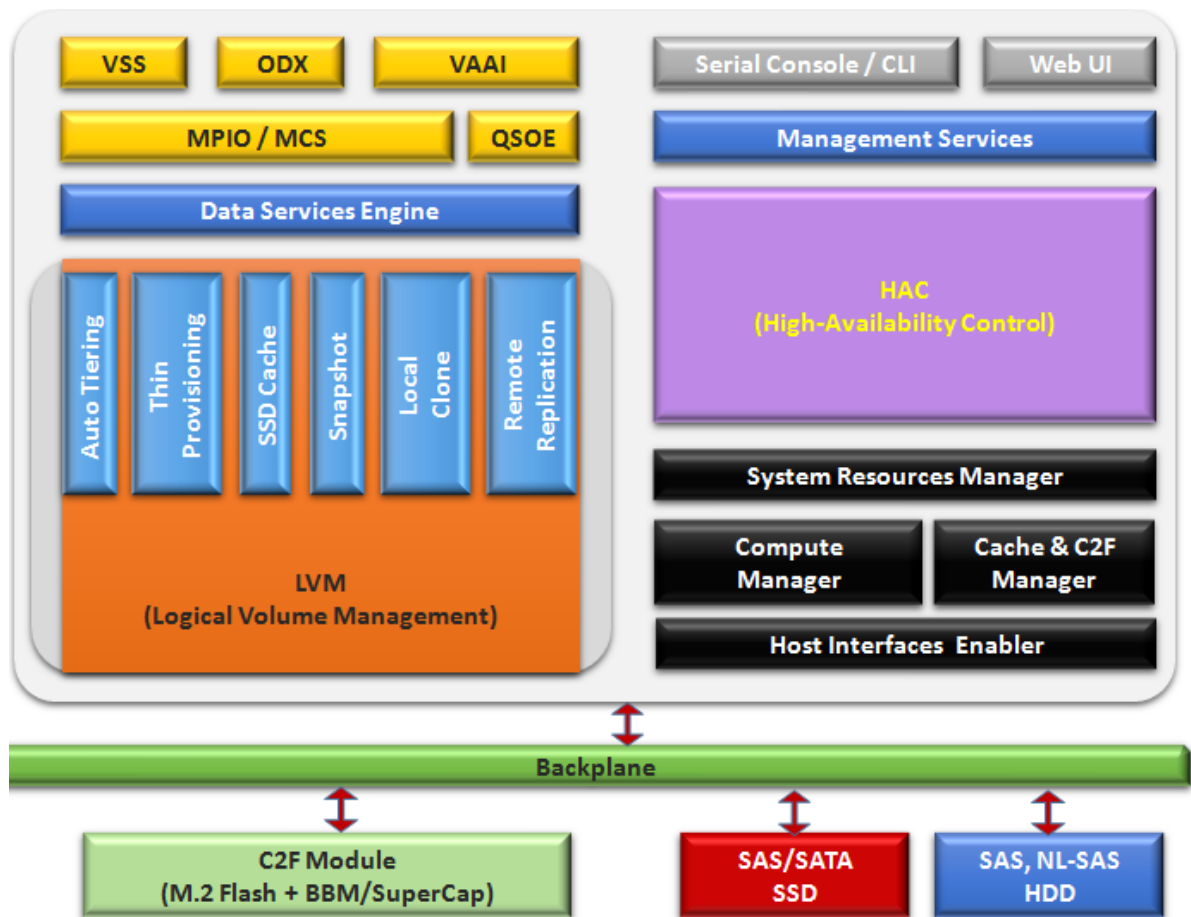 VSS
ODX
VAAI
Serial Console / CLI
Web UI
MPIO / MCS
QSOE
Management Services
Data Services Engine
HAC
(High-Availability Control)
Auto Tiering
Thin
Provisioning
SSD Cache
Snapshot
Local
Clone
Remote
Replication
LVM
(Logical Volume Management)
System Resources Manager
Compute
Manager
Cache & C2F
Manager
Host Interfaces Enabler
Backplane
C2F Module
(M.2 Flash + BBM/SuperCap)
SAS/SATA
SSD
SAS, NL-SAS
HDD